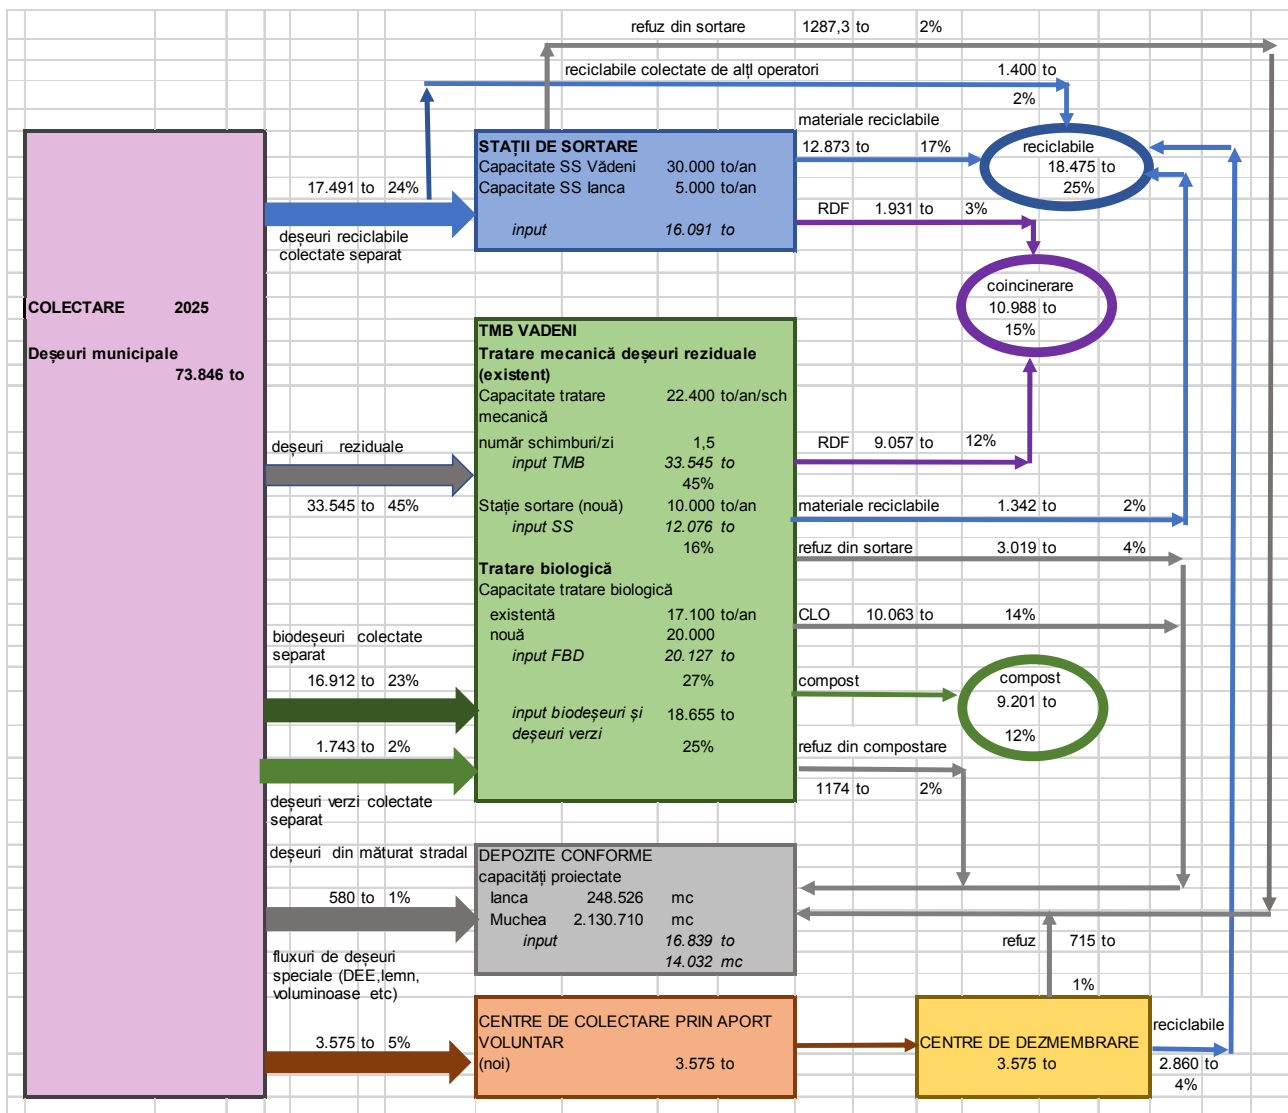 refuz din sortare 1287,3 to 2%
reciclabile colectate de alțl operatori 1.400 to
2%
materiale reciclabile
12.873 to 17%
reciclabile
18.475 to
25%
STAȚII DE SORTARE
Capacitate SS Vădeni 30.000 to/an
Capacitate SS Ianca 5.000 to/an
input 16.091 to
17.491 to 24%
deșeuri reciclabile
colectate separat
RDF 1.931 to 3%
coincinerare
10.988 to
15%
COLECTARE 2025
Deșeuri municipale
73.846 to
TMB VADENI
Tratare mecanică deșeuri reziduale
(existent)
Capacitate tratare 22.400 to/an/sch
mecanică
număr schimburi/zi 1,5
input TMB 33.545 to
45%
Stație sortare (nouă) 10.000 to/an
input SS 12.076 to
16%
Tratare biologică
Capacitate tratare biologică
existentă 17.100 to/an
nouă 20.000
input FBD 20.127 to
27%
input biodeșeuri și 18.655 to
deșeuri verzi
25%
deșeuri reziduale
33.545 to 45%
RDF 9.057 to 12%
materiale reciclabile 1.342 to 2%
refuz din sortare 3.019 to 4%
CLO 10.063 to 14%
biodeșeuri colectate
separat
16.912 to 23%
1.743 to 2%
deșeuri verzi colectate
separat
compost
compost
9.201 to
12%
refuz din compostare
1174 to 2%
deșeuri din măturat stradal
580 to 1%
DEPOZITE CONFORME
capacități proiectate
Ianca 248.526 mc
Muchea 2.130.710 mc
input 16.839 to
14.032 mc
refuz 715 to
1%
fluxuri de deșeuri
speciale (DEE,lemn,
voluminoase etc)
3.575 to 5%
CENTRE DE COLECTARE PRIN APORT
VOLUNTAR
(noi) 3.575 to
CENTRE DE DEZMEMBRARE
3.575 to
reciclabile
2.860 to
4%